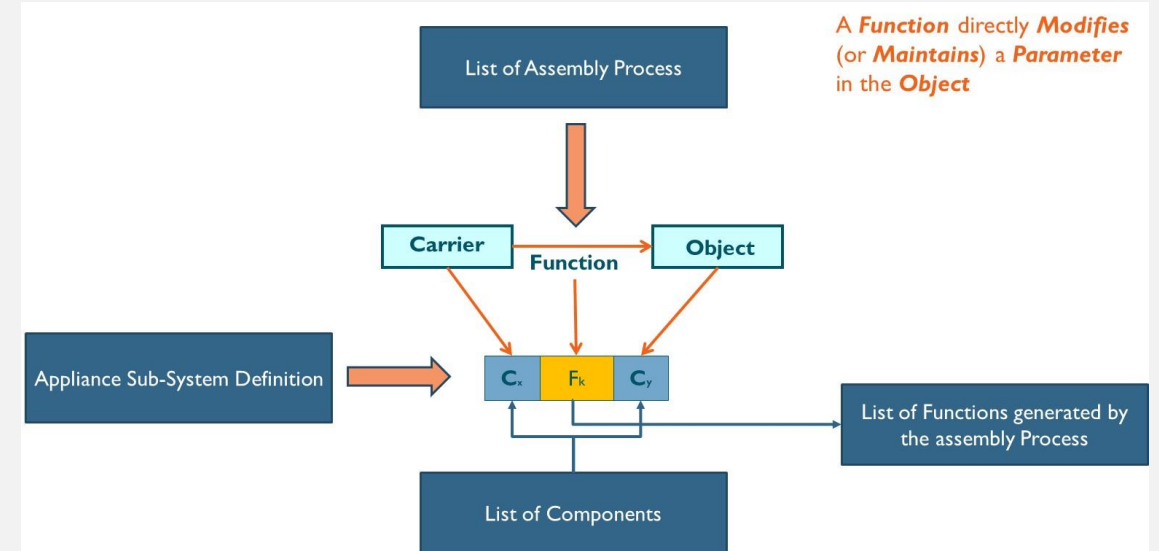 A Function directly Modifies
(or Maintains) a Parameter
in the Object
List of Assembly Process
Carrier
Function
Object
Appliance Sub-System Definition
Cx
Fk
Cy
List of Functions generated by
the assembly Process
List of Components